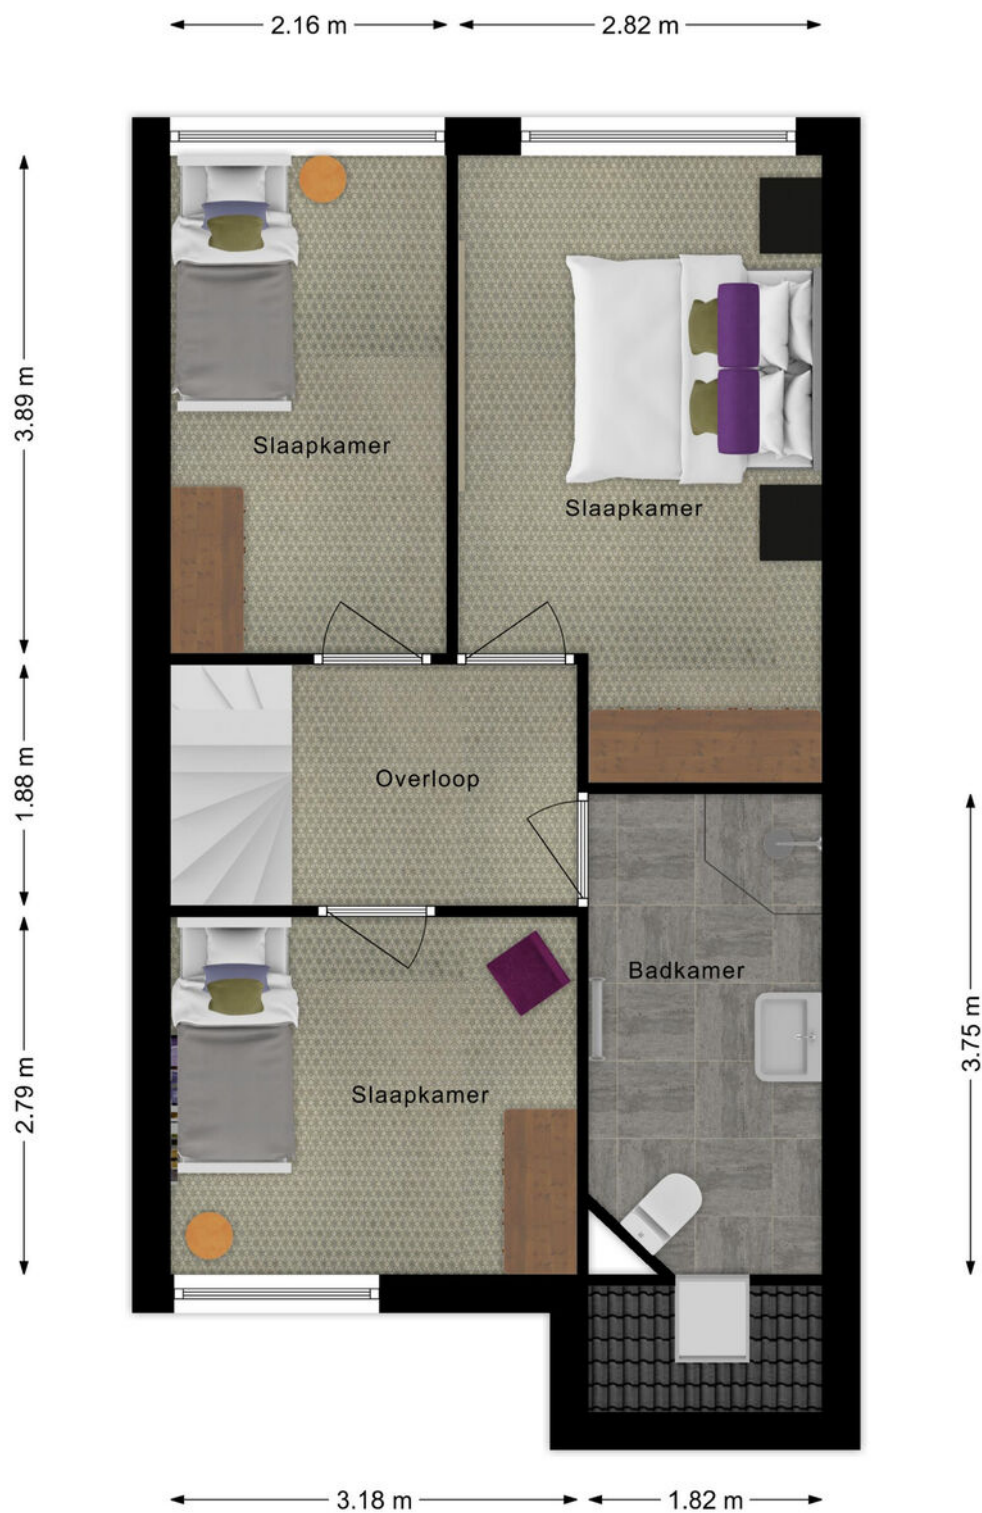 2.16 m
2.82 m
3.89 m
Slaapkamer
Slaapkamer
1.88 m
Overloop
Badkamer
3.75 m
2.79 m
Slaapkamer
3.18 m
1.82 m